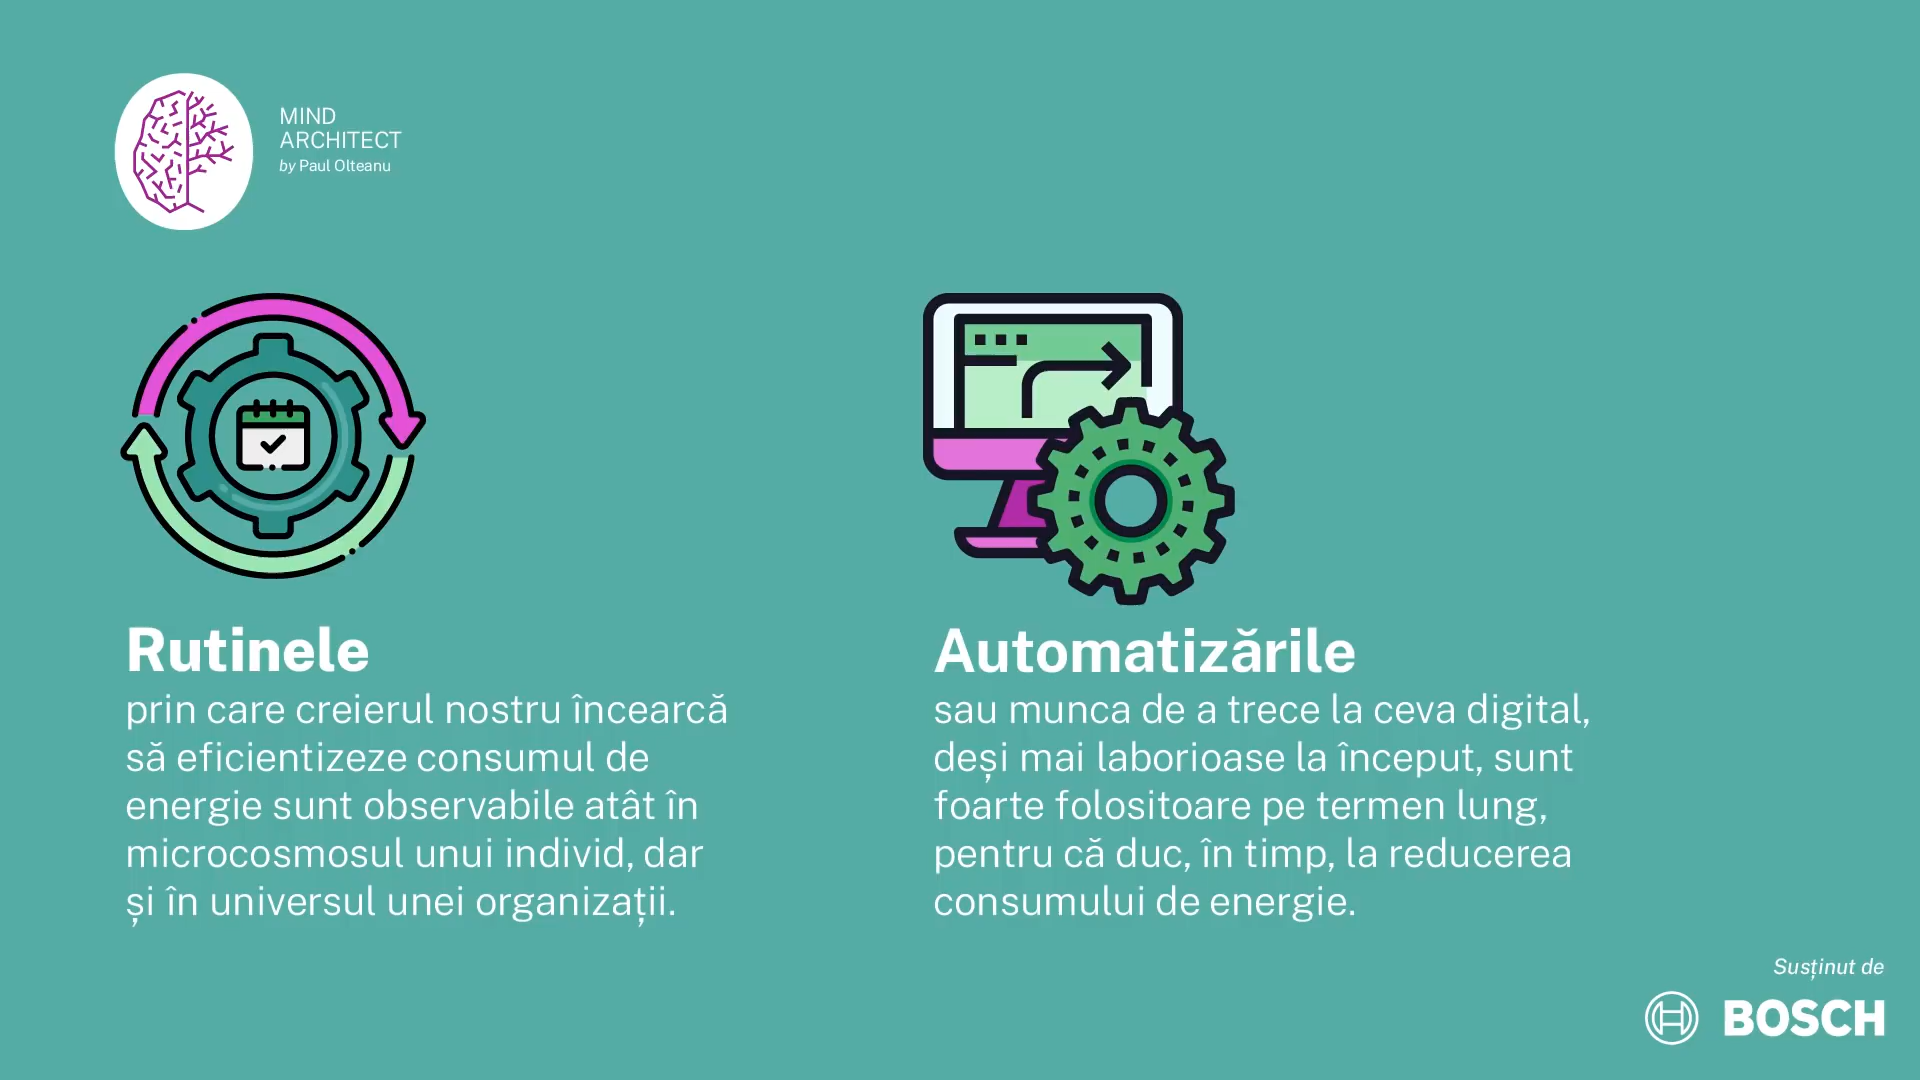 MIND
ARCHITECT
by Paul Olteanu
Rutinele
prin care creierul nostru încearcă
să eficientizeze consumul de
energie sunt observabile atât în
microcosmosul unui individ, dar
și în universul unei organizații.
Automatizările
sau munca de a trece la ceva digital,
deși mai laborioase la început, sunt
foarte folositoare pe termen lung,
pentru că duc, în timp, la reducerea
consumului de energie.
Susținut de
BOSCH